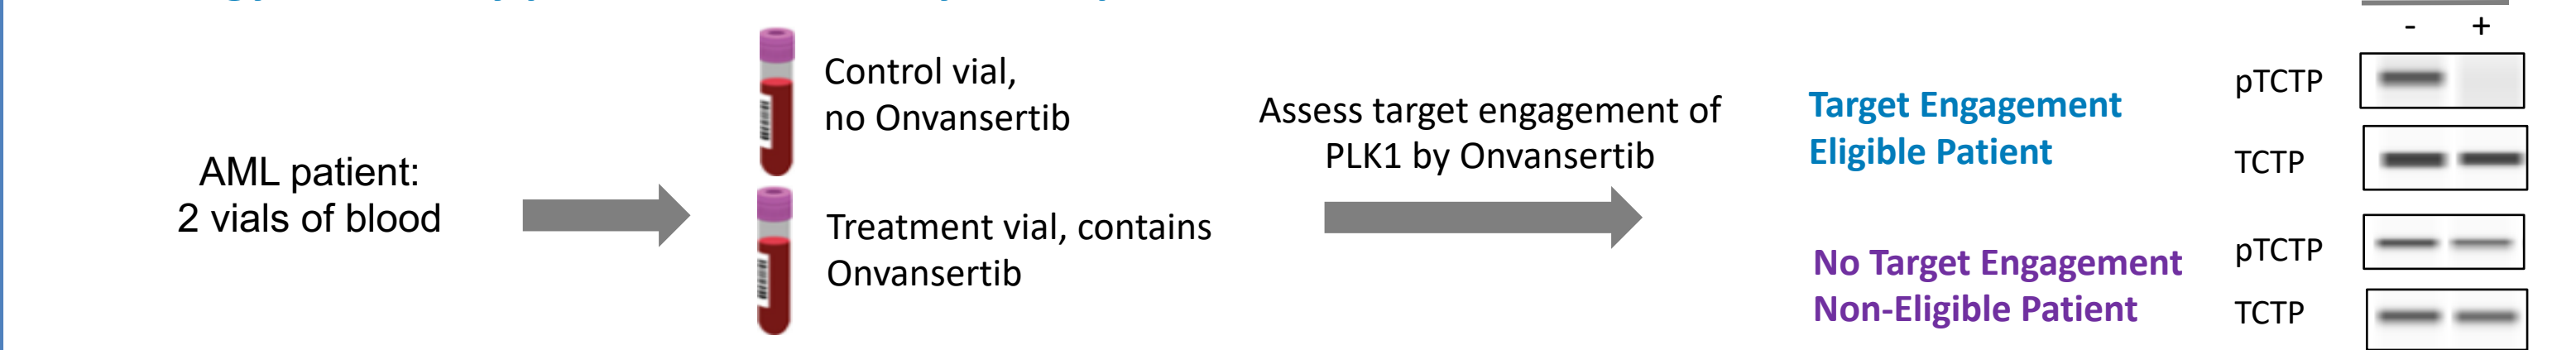 AML patient:
2 vials of blood
Control vial,
no Onvansertib
Treatment vial, contains
Onvansertib
Assess target engagement of
PLK1 by Onvansertib
Target Engagement
Eligible Patient
No Target Engagement
Non-Eligible Patient
- +
pTCTP
TCTP
pTCTP
TCTP